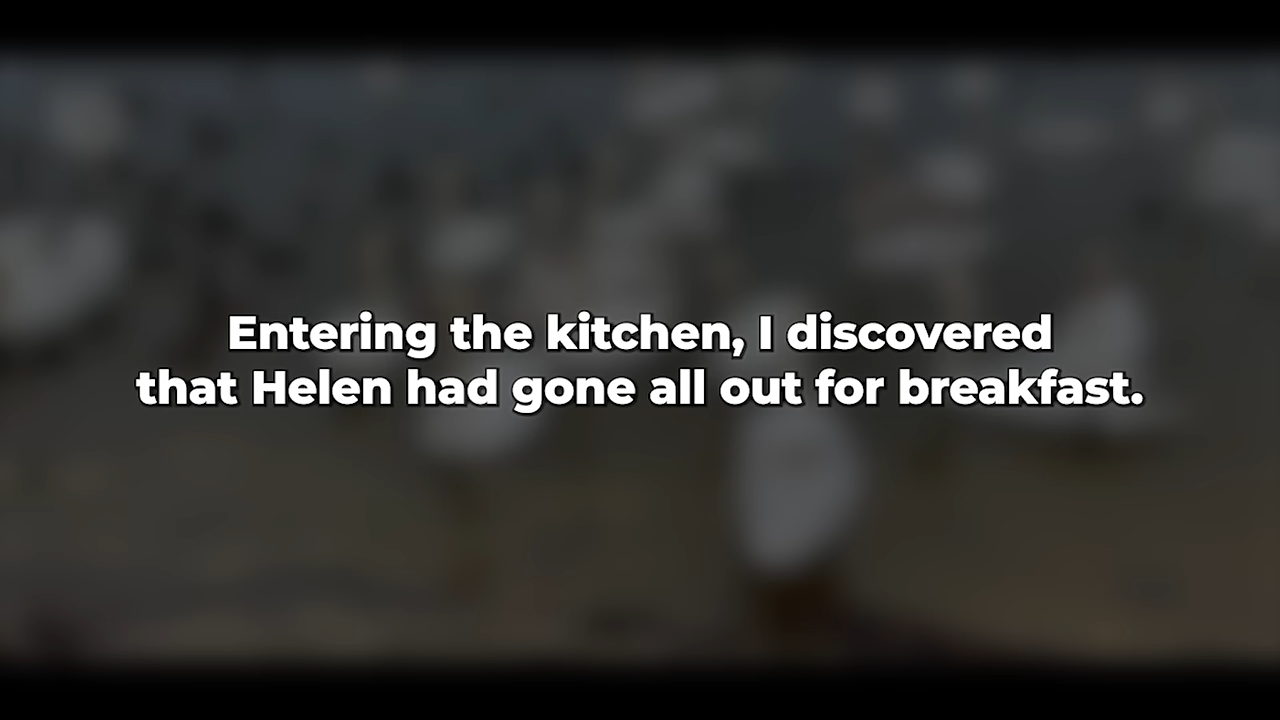 Entering the kitchen, I discovered
that Helen had gone all out for breakfast.